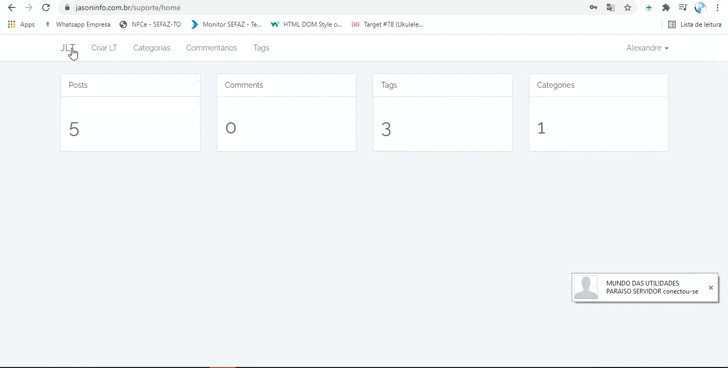 jasoninfo.com.br/suporte/home
Apps
Whatsapp Empresa
NFCe - SEFAZ-TO
Monitor SEFAZ - Te...
HTML DOM Style o...
Target #78 (Ukulele...
Lista de leitura
JLT
Criar LT
Categorias
Commentários
Tags
Alexandre
Posts
Comments
Tags
Categories
5
0
3
1
MUNDO DAS UTILIDADES
PARAISO SERVIDOR conectou-se